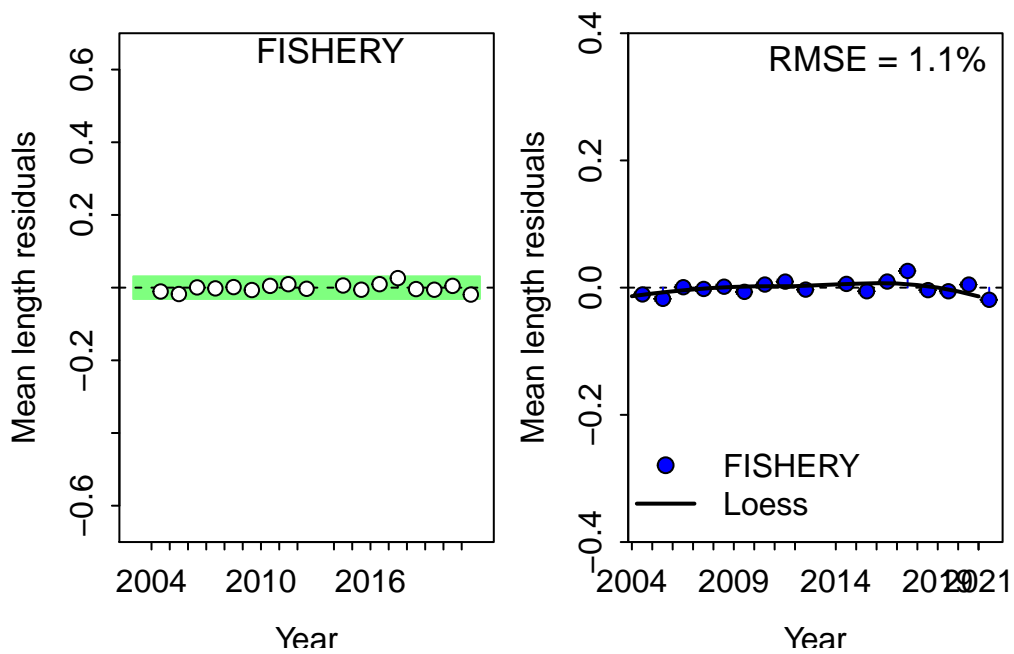 FISHERY
Mean length residuals
0.6
0.4
0.2
−0.2
−0.6
2004 2010 2016
Year
RMSE = 1.1%
Mean length residuals
0.4
0.2
0.0
−0.2
−0.4
FISHERY
Loess
2004 2009 2014 2019 2021
Year